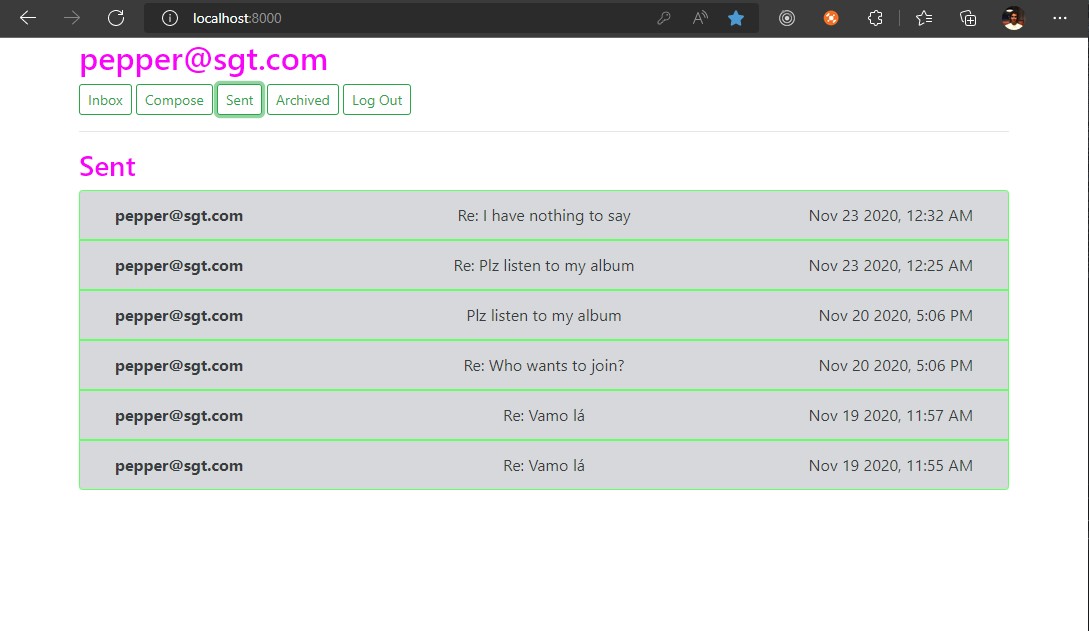 localhost:8000
pepper@sgt.com
Inbox Compose Sent Archived Log Out
Sent
pepper@sgt.com Re: I have nothing to say Nov 23 2020, 12:32 AM
pepper@sgt.com Re: Plz listen to my album Nov 23 2020, 12:25 AM
pepper@sgt.com Plz listen to my album Nov 20 2020, 5:06 PM
pepper@sgt.com Re: Who wants to join? Nov 20 2020, 5:06 PM
pepper@sgt.com Re: Vamo lá Nov 19 2020, 11:57 AM
pepper@sgt.com Re: Vamo lá Nov 19 2020, 11:55 AM